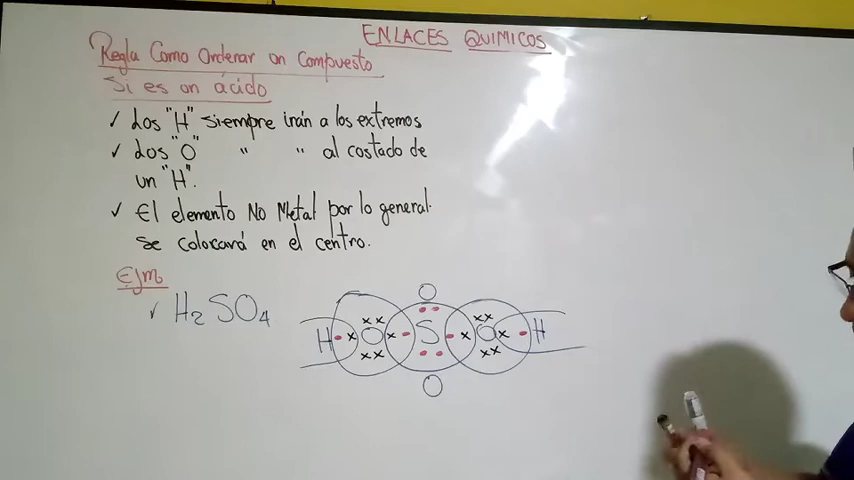 ENLACES QUIMICOS
Regla Como Ordenar un Compuesto
Si es un ácido
✓ Los "H" siempre irán a los extremos
✓ Los "O" " " al costado de
un "H".
✓ El elemento No Metal por lo general
se colocará en el centro.
Ejm
✓ H2SO4
O
H O S O H
O